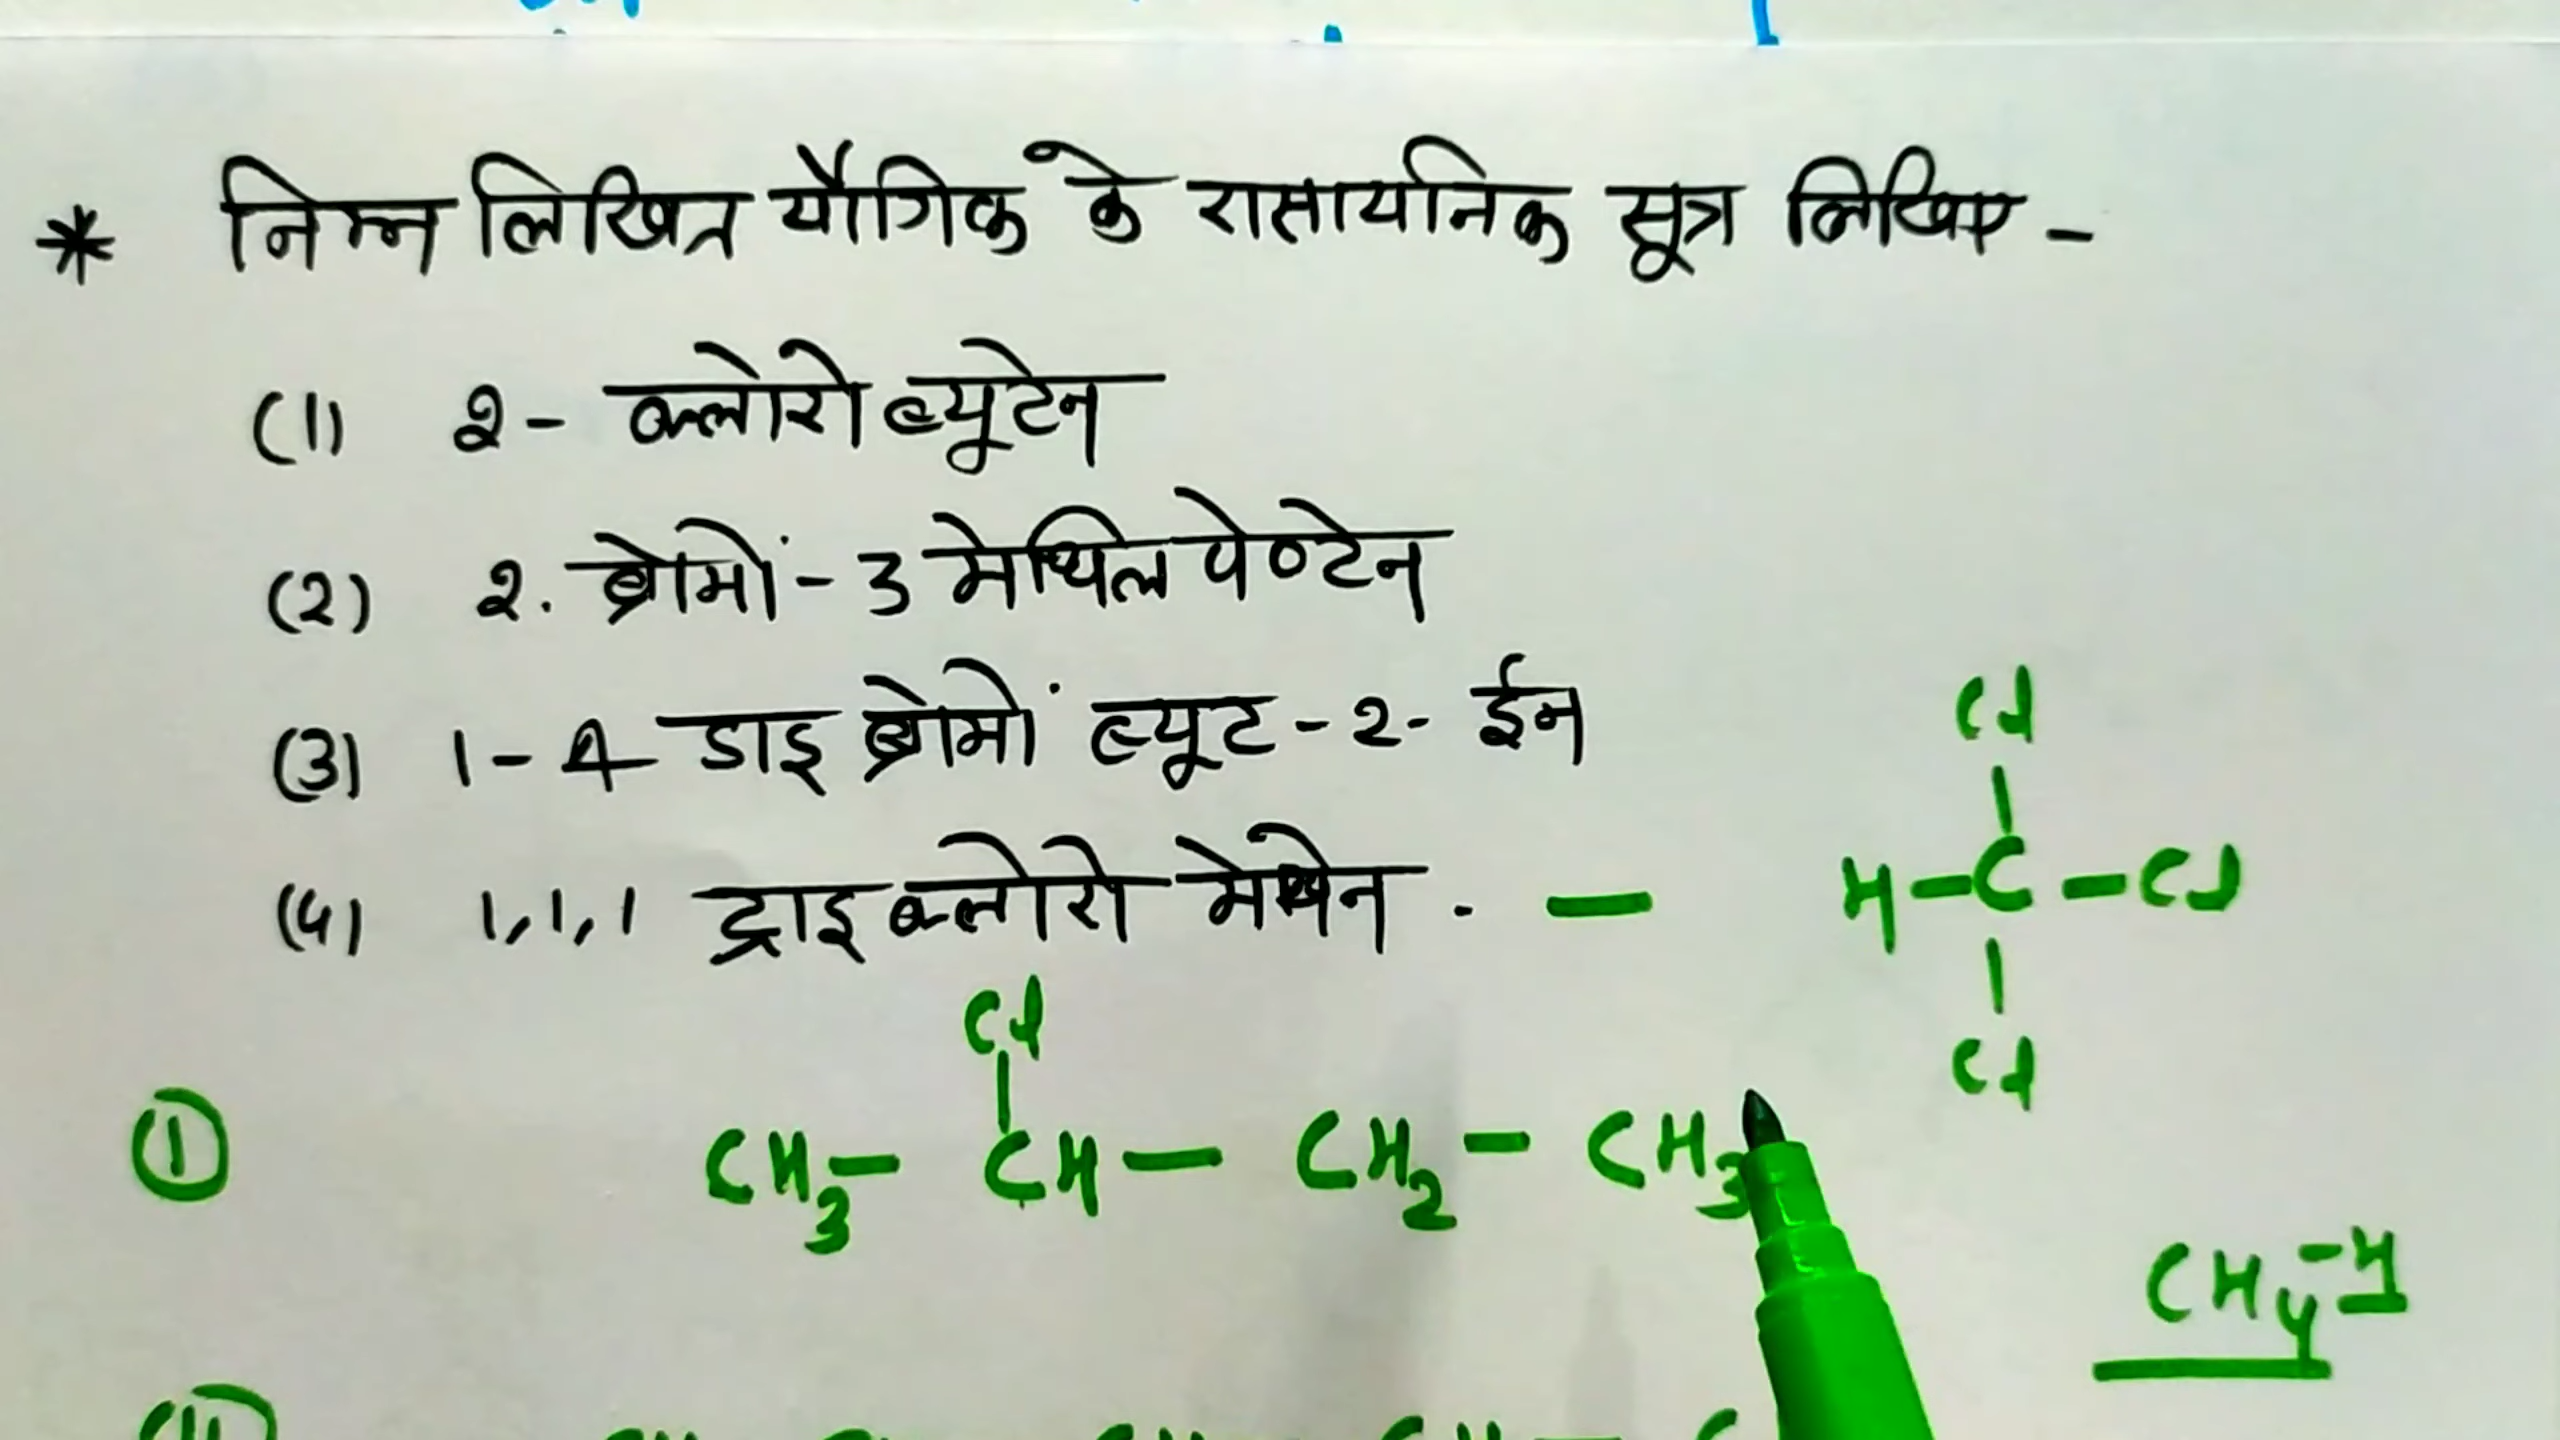 * निम्न लिखित यौगिक के रासायनिक सूत्र लिखिए -
(1) 2- क्लोरो ब्यूटेन
(2) 2. ब्रोमों - 3 मेथिल पेण्टेन
(3) 1-4 डाइ ब्रोमों ब्यूट - 2 - ईन
(4) 1,1,1 ट्राइ क्लोरो मेथेन . —
Cl
|
H-C-Cl
|
Cl
Cl
|
① CH3- CH — CH2 - CH3
CH4-H